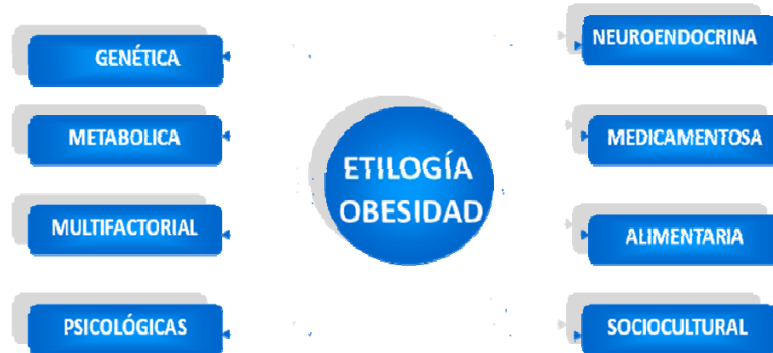 GENÉTICA
METABOLICA
MULTIFACTORIAL
PSICOLÓGICAS
ETILOGÍA
OBESIDAD
NEUROENDOCRINA
MEDICAMENTOSA
ALIMENTARIA
SOCIOCULTURAL